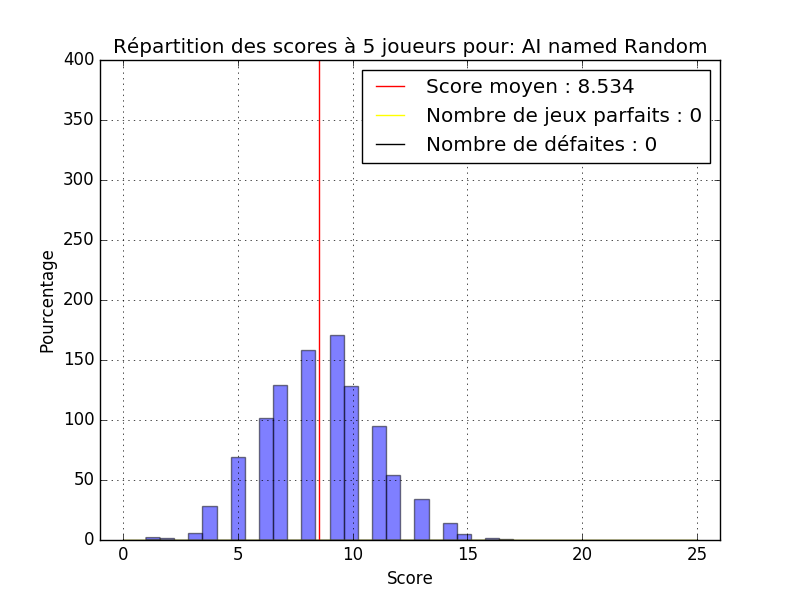 Répartition des scores à 5 joueurs pour: AI named Random
400
350
300
250
200
150
100
50
0
Pourcentage
Score moyen : 8.534
Nombre de jeux parfaits : 0
Nombre de défaites : 0
0 5 10 15 20 25
Score